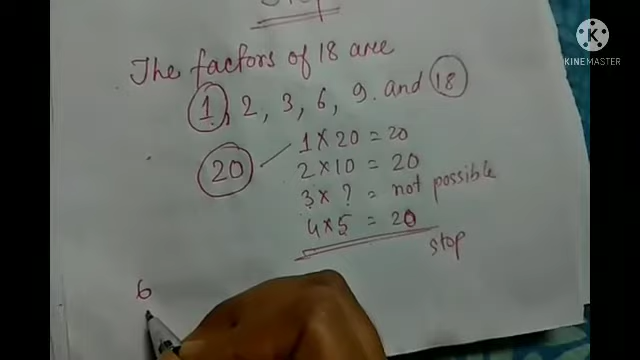 Stop
The factors of 18 are
1, 2, 3, 6, 9. and 18
20
1 × 20 = 20
2 × 10 = 20
3 × ? = not possible
4 × 5 = 20
stop
6
K
KINEMASTER